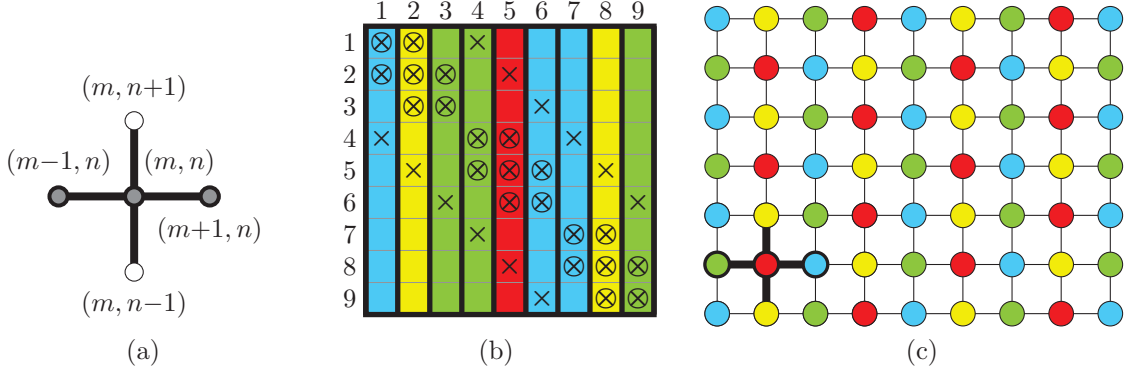 (m, n+1)
(m−1, n)
(m, n)
(m+1, n)
(m, n−1)
(a)
1 2 3 4 5 6 7 8 9
1
2
3
4
5
6
7
8
9
(b)
(c)